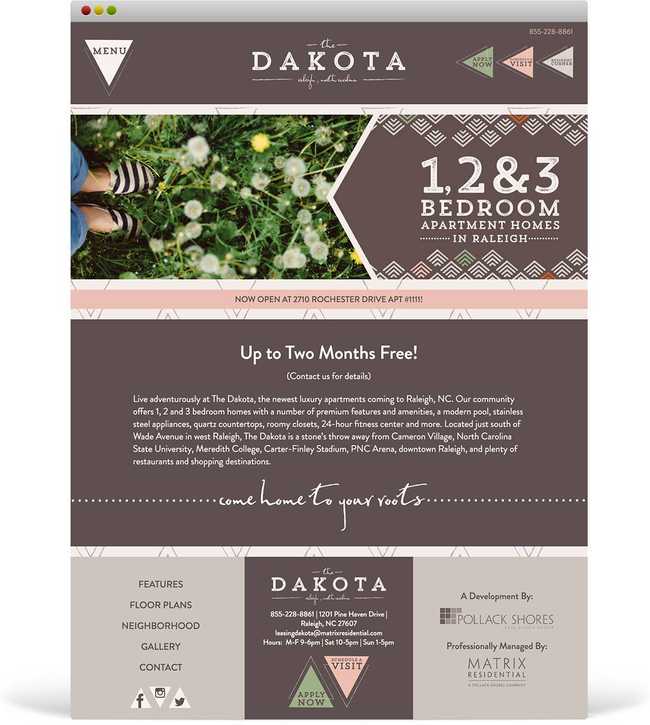 855-228-8861
MENU
the
DAKOTA
raleigh, north carolina
APPLY
NOW
SCHEDULE A
VISIT
RESIDENT
CORNER
1, 2 & 3
BEDROOM
APARTMENT HOMES
IN RALEIGH
NOW OPEN AT 2710 ROCHESTER DRIVE APT #1111!
Up to Two Months Free!
(Contact us for details)
Live adventurously at The Dakota, the newest luxury apartments coming to Raleigh, NC. Our community
offers 1, 2 and 3 bedroom homes with a number of premium features and amenities, a modern pool, stainless
steel appliances, quartz countertops, roomy closets, 24-hour fitness center and more. Located just south of
Wade Avenue in west Raleigh, The Dakota is a stone's throw away from Cameron Village, North Carolina
State University, Meredith College, Carter-Finley Stadium, PNC Arena, downtown Raleigh, and plenty of
restaurants and shopping destinations.
come home to your roots
FEATURES
FLOOR PLANS
NEIGHBORHOOD
GALLERY
CONTACT
the
DAKOTA
raleigh, north carolina
855-228-8861 | 1201 Pine Haven Drive |
Raleigh, NC 27607
leasingdakota@matrixresidential.com
Hours: M-F 9-6pm | Sat 10-5pm | Sun 1-5pm
SCHEDULE A
VISIT
APPLY
NOW
A Development By:
POLLACK SHORES
REAL ESTATE GROUP
Professionally Managed By:
MATRIX
RESIDENTIAL
A POLLACK SHORES COMPANY